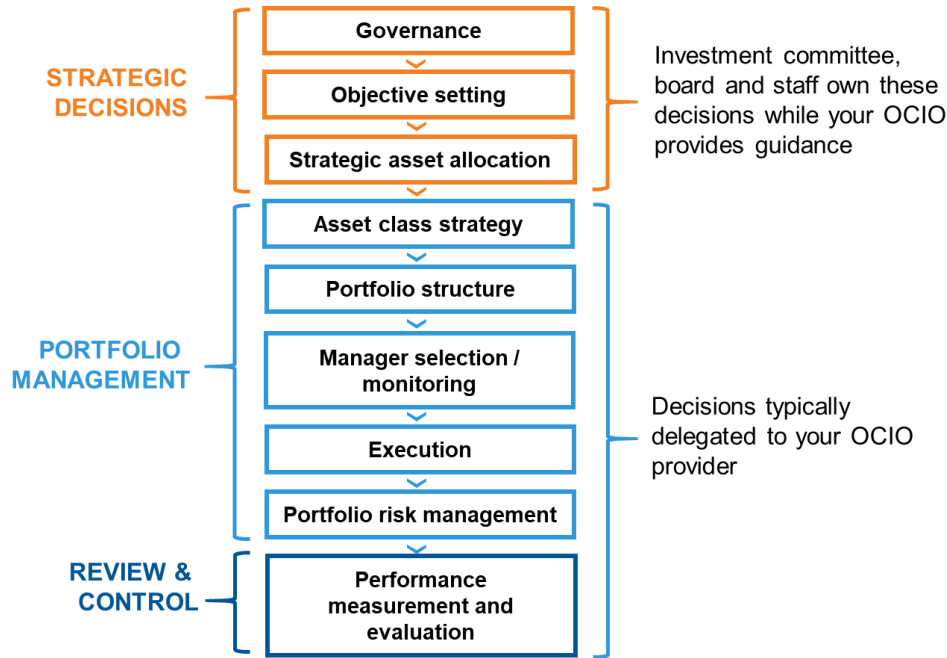 Governance
STRATEGIC
DECISIONS
Objective setting
Strategic asset allocation
Investment committee,
board and staff own these
decisions while your OCIO
provides guidance
Asset class strategy
Portfolio structure
PORTFOLIO
MANAGEMENT
Manager selection /
monitoring
Execution
Portfolio risk management
Decisions typically
delegated to your OCIO
provider
REVIEW &
CONTROL
Performance
measurement and
evaluation